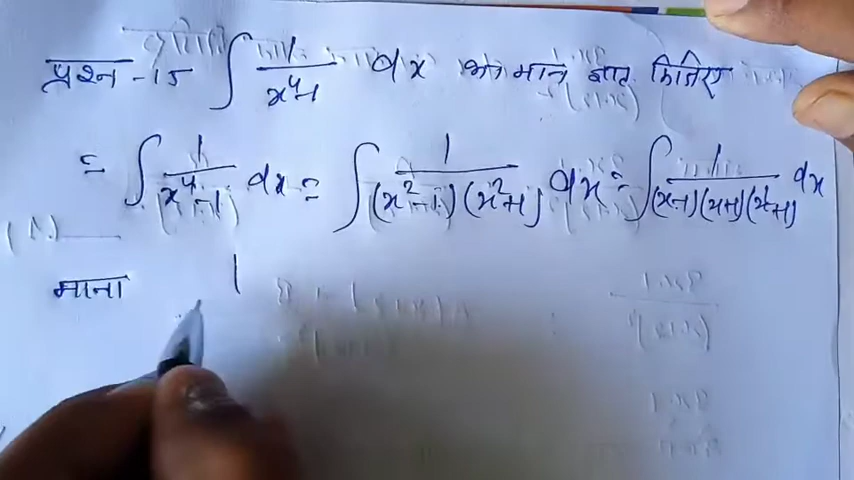 प्रश्न-15 ∫ 1/(x⁴-1) dx का मान ज्ञात किजिए
= ∫ 1/(x⁴-1) dx = ∫ 1/((x²-1)(x²+1)) dx = ∫ 1/((x-1)(x+1)(x²+1)) dx
माना 1